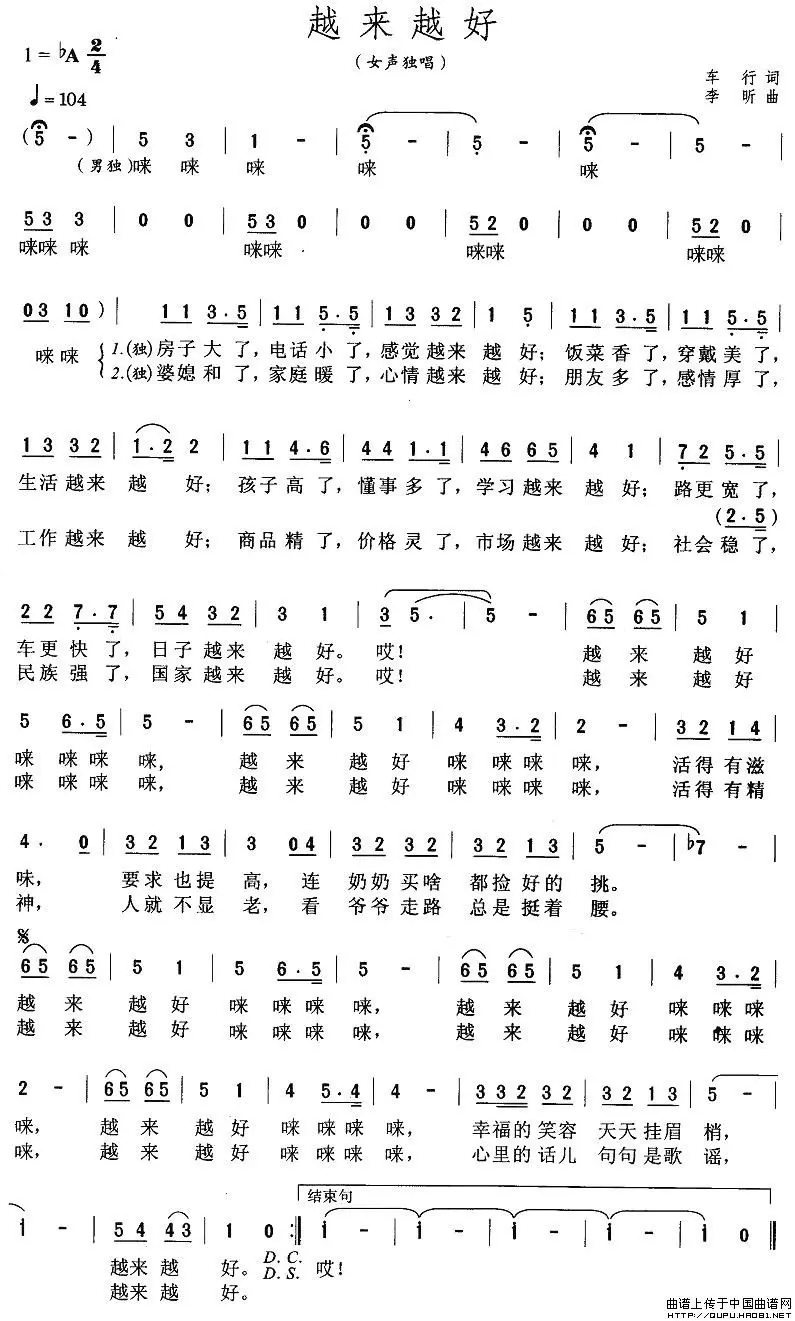 越来越好
(女声独唱)
1=♭A 2/4
♩=104
车行词
李昕曲
(5 -) | 5 3 | 1 - | 5 - | 5 - | 5 - | 5 - |
(男独)咪 咪 咪 咪 咪
53 3 | 0 0 | 53 0 | 0 0 | 52 0 | 0 0 | 52 0 |
咪咪 咪 咪咪 咪咪 咪咪
03 10) | 11 3·5 | 11 5·5 | 13 32 | 1 5 | 11 3·5 | 11 5·5 |
咪咪
1.(独)房子大了,电话小了,感觉越来越好;饭菜香了,穿戴美了,
2.(独)婆媳和了,家庭暖了,心情越来越好;朋友多了,感情厚了,
13 32 | 1·2 2 | 11 4·6 | 44 1·1 | 46 65 | 4 1 | 72 5·5 |
生活越来越好;孩子高了,懂事多了,学习越来越好;路更宽了,
(2·5)
工作越来越好;商品精了,价格灵了,市场越来越好;社会稳了,
22 7·7 | 54 32 | 3 1 | 3 5· | 5 - | 65 65 | 5 1 |
车更快了,日子越来越好。哎!越来越好
民族强了,国家越来越好。哎!越来越好
5 6·5 | 5 - | 65 65 | 5 1 | 4 3·2 | 2 - | 32 14 |
咪咪咪咪,越来越好咪咪咪咪,活得有滋
咪咪咪咪,越来越好咪咪咪咪,活得有精
4· 0 | 32 13 | 3 04 | 32 32 | 32 13 | 5 - | ♭7 - |
味,要求也提高,连奶奶买啥都捡好的挑。
神,人就不显老,看爷爷走路总是挺着腰。
𝄋
65 65 | 5 1 | 5 6·5 | 5 - | 65 65 | 5 1 | 4 3·2 |
越来越好咪咪咪咪,越来越好咪咪咪
越来越好咪咪咪咪,越来越好咪咪咪
2 - | 65 65 | 5 1 | 4 5·4 | 4 - | 332 32 | 32 13 | 5 - |
咪,越来越好咪咪咪咪,幸福的笑容天天挂眉梢,
咪,越来越好咪咪咪咪,心里的话儿句句是歌谣,
结束句
i - | 54 43 | 1 0 :‖ i - | i - | i - | i - | i 0 ‖
越来越好。D.C. 哎!
越来越好。D.S.
曲谱上传于中国曲谱网
HTTP://QUPU.HAO81.NET